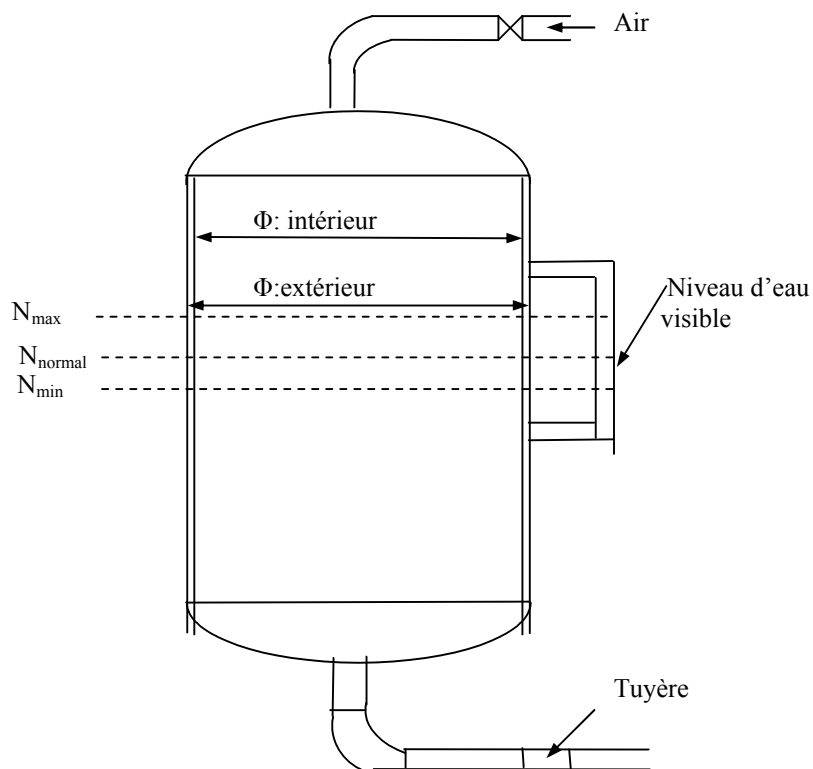 Air
Φ: intérieur
Φ:extérieur
Niveau d'eau
visible
Nmax
Nnormal
Nmin
Tuyère